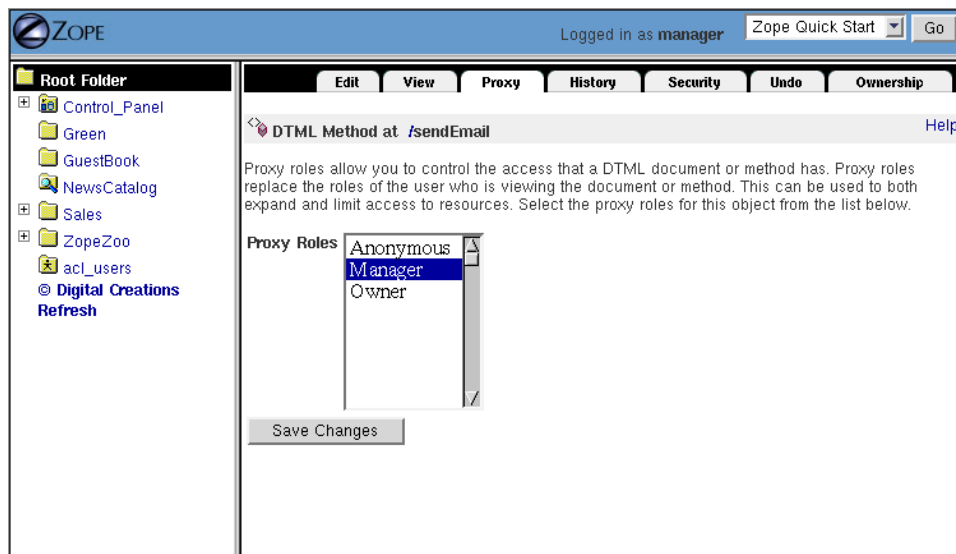 ZOPE
Logged in as manager
Zope Quick Start
Go
Root Folder
Control_Panel
Green
GuestBook
NewsCatalog
Sales
ZopeZoo
acl_users
© Digital Creations
Refresh
Edit View Proxy History Security Undo Ownership
DTML Method at /sendEmail
Help
Proxy roles allow you to control the access that a DTML document or method has. Proxy roles
replace the roles of the user who is viewing the document or method. This can be used to both
expand and limit access to resources. Select the proxy roles for this object from the list below.
Proxy Roles
Anonymous
Manager
Owner
Save Changes